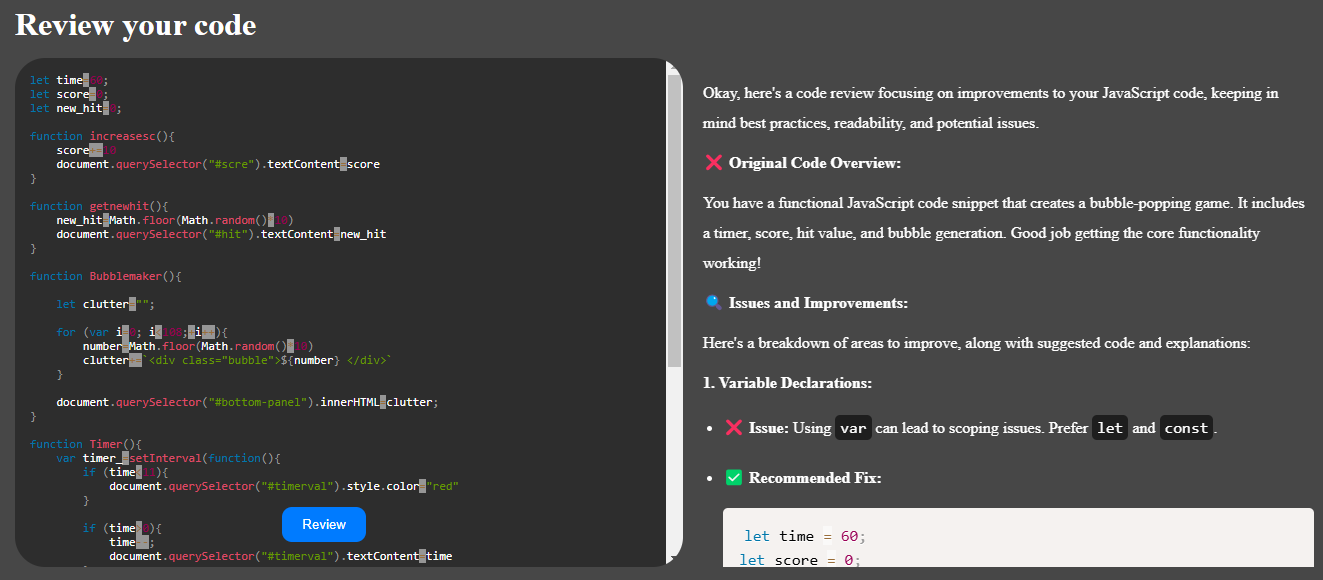 Review your code
let time=60;
let score=0;
let new_hit=0;
function increasesc(){
score+=10
document.querySelector("#scre").textContent=score
}
function getnewhit(){
new_hit=Math.floor(Math.random()*10)
document.querySelector("#hit").textContent=new_hit
}
function Bubblemaker(){
let clutter="";
for (var i=0; i<108;+i++){
number=Math.floor(Math.random()*10)
clutter+=`<div class="bubble">${number} </div>`
}
document.querySelector("#bottom-panel").innerHTML=clutter;
}
function Timer(){
var timer_=setInterval(function(){
if (time<13){
document.querySelector("#timerval").style.color="red"
}
if (time>0){
time--;
document.querySelector("#timerval").textContent=time
Review
Okay, here's a code review focusing on improvements to your JavaScript code, keeping in
mind best practices, readability, and potential issues.
❌ Original Code Overview:
You have a functional JavaScript code snippet that creates a bubble-popping game. It includes
a timer, score, hit value, and bubble generation. Good job getting the core functionality
working!
🔍 Issues and Improvements:
Here's a breakdown of areas to improve, along with suggested code and explanations:
1. Variable Declarations:
• ❌ Issue: Using var can lead to scoping issues. Prefer let and const.
• ✅ Recommended Fix:
let time = 60;
let score = 0;